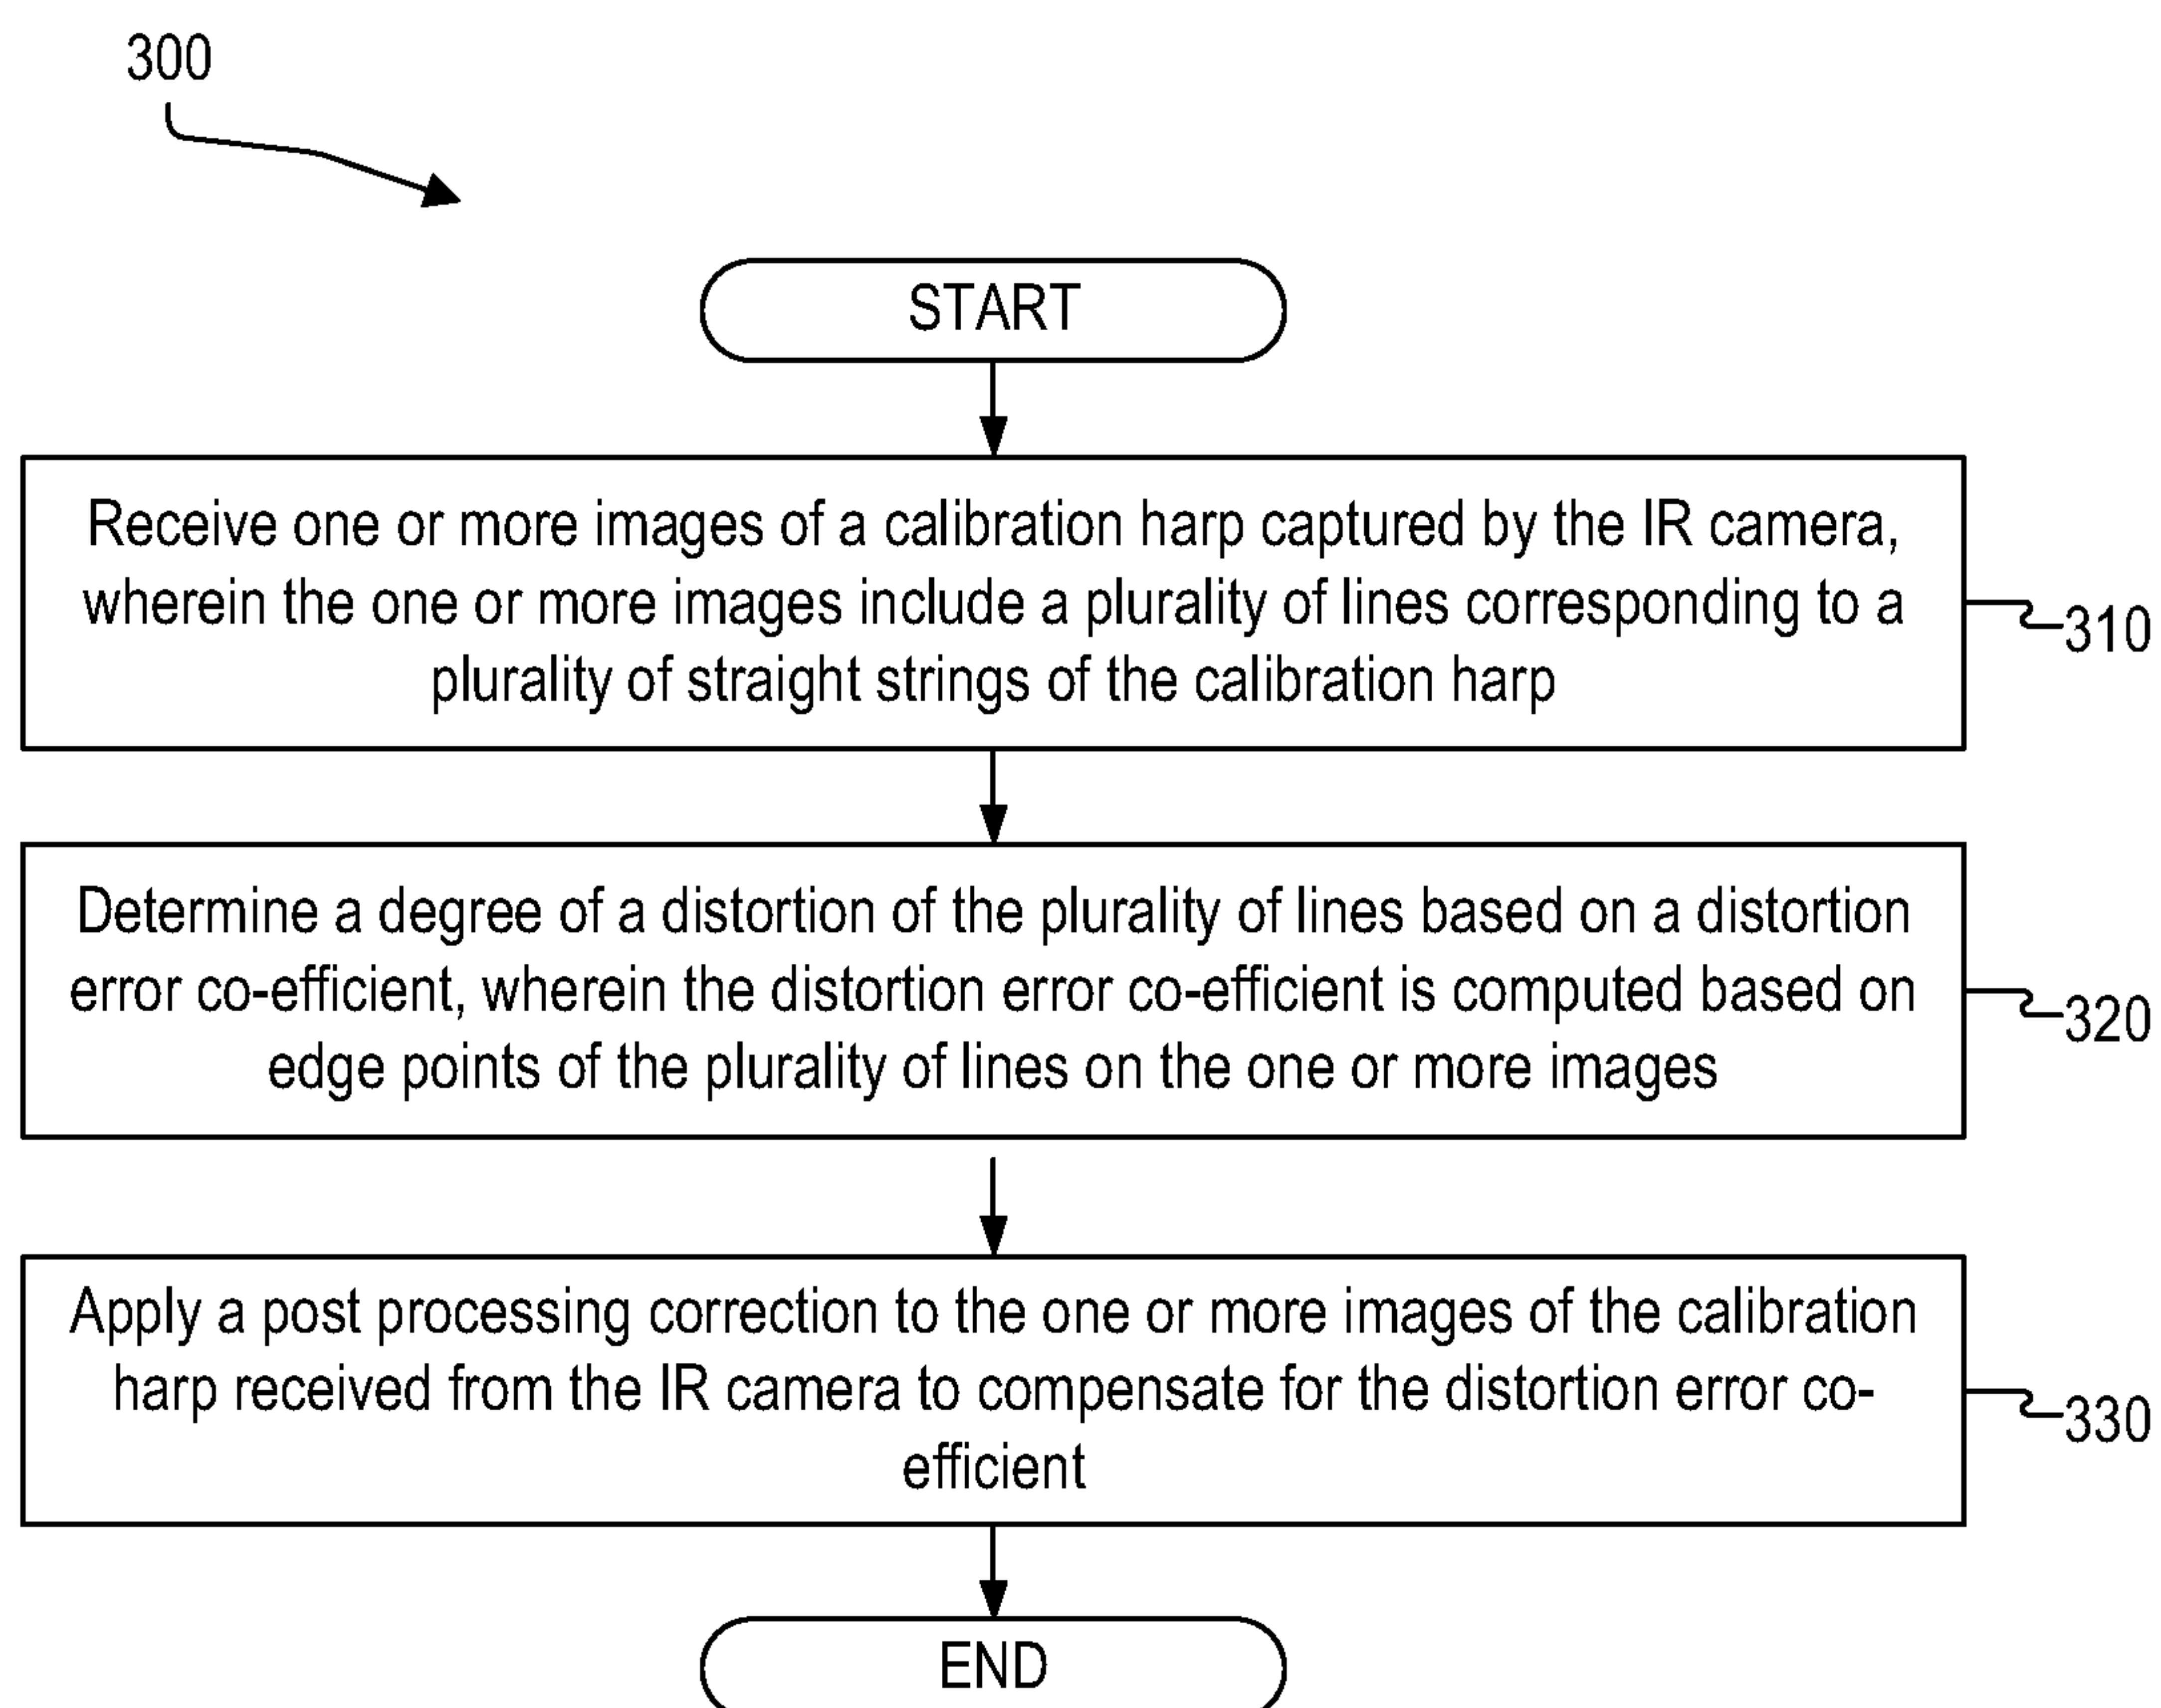 300
START
Receive one or more images of a calibration harp captured by the IR camera,
wherein the one or more images include a plurality of lines corresponding to a
plurality of straight strings of the calibration harp
310
Determine a degree of a distortion of the plurality of lines based on a distortion
error co-efficient, wherein the distortion error co-efficient is computed based on
edge points of the plurality of lines on the one or more images
320
Apply a post processing correction to the one or more images of the calibration
harp received from the IR camera to compensate for the distortion error co-
efficient
330
END